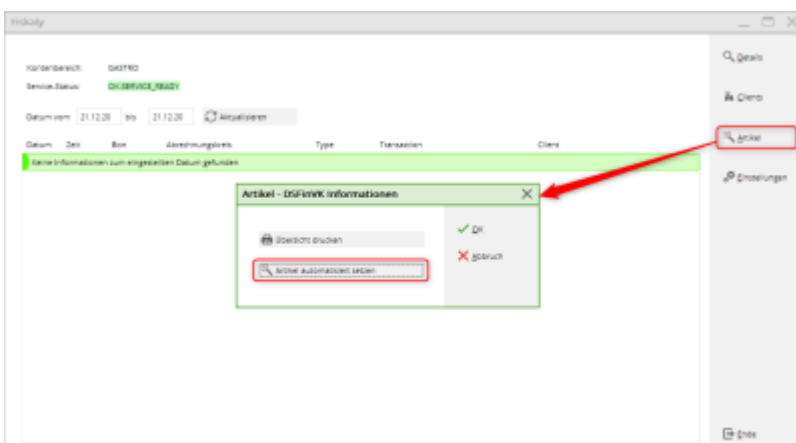 Fiskaly
Kontenbereich: GASTRO
Service-Status: OK:SERVICE_READY
Datum vom 21.12.20 bis 21.12.20 Aktualisieren
Datum Zeit Bon Abrechnungskreis Type Transaction Client
Keine Informationen zum eingestellten Datum gefunden
Artikel - DSFinVK Informationen
Übersicht drucken
Artikel automatisiert setzen
OK
Abbruch
Details
Clients
Artikel
Einstellungen
Ende